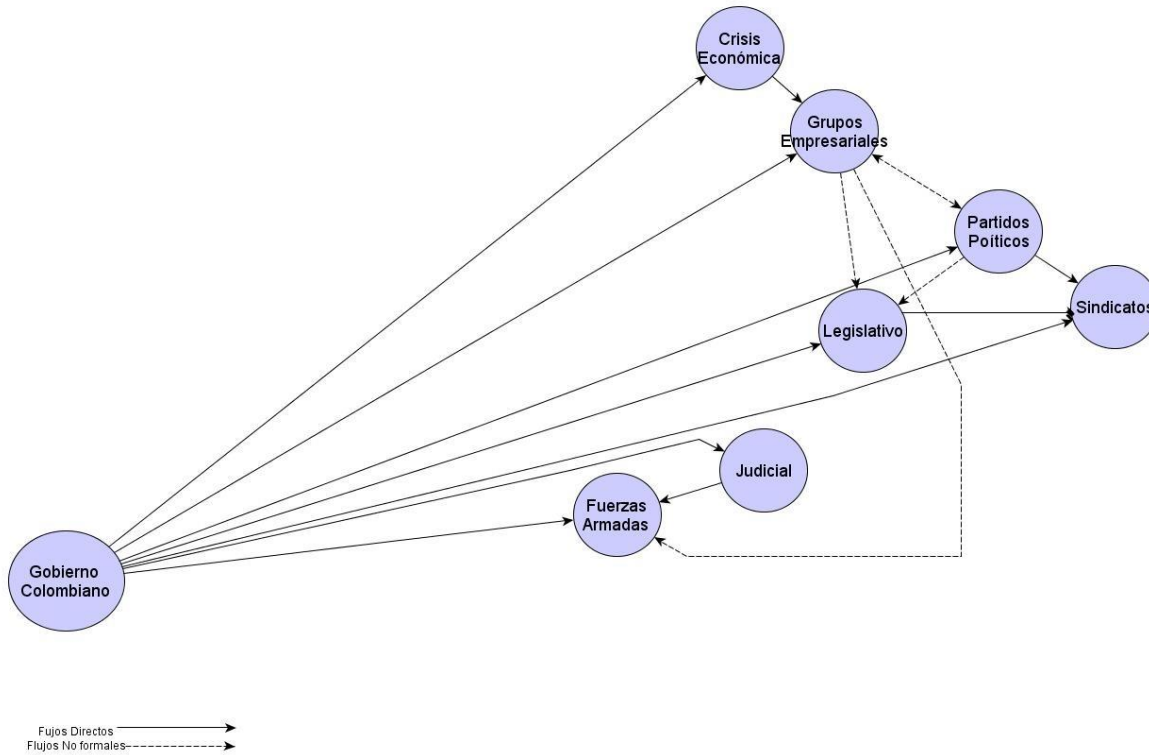 Crisis
Económica
Grupos
Empresariales
Partidos
Poíticos
Sindicatos
Legislativo
Judicial
Fuerzas
Armadas
Gobierno
Colombiano
Fujos Directos
Flujos No formales